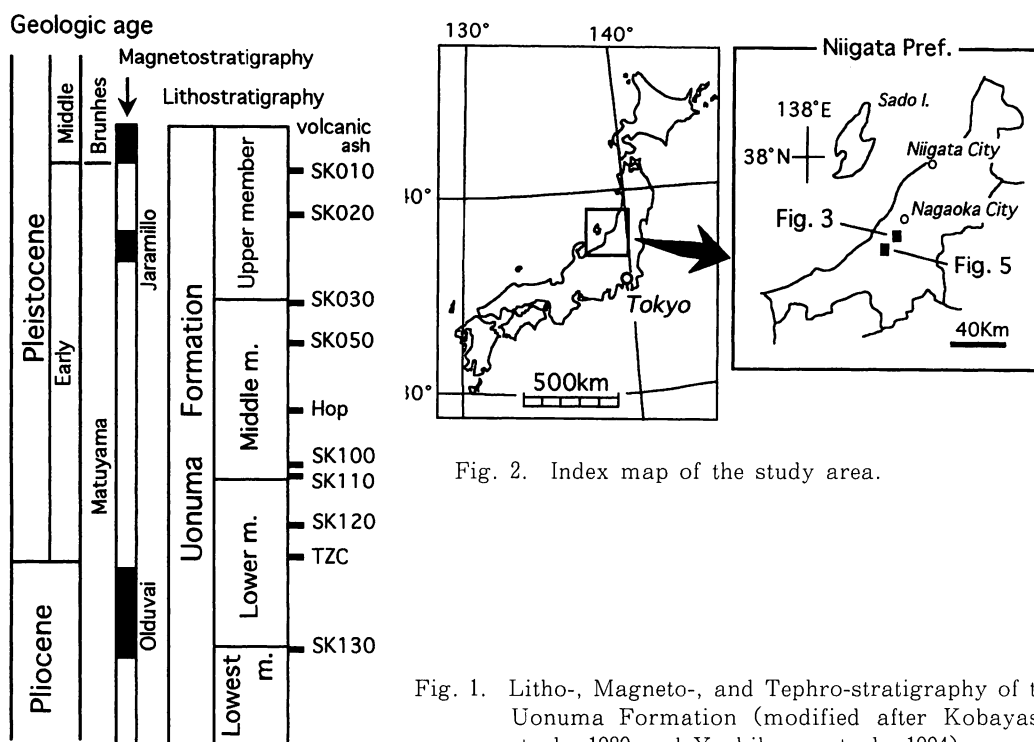 Geologic age
Magnetostratigraphy
Lithostratigraphy
volcanic
ash
Pleistocene
Pliocene
Middle
Early
Brunhes
Matuyama
Jaramillo
Olduvai
Uonuma Formation
Upper member
Middle m.
Lower m.
Lowest
m.
SK010
SK020
SK030
SK050
Hop
SK100
SK110
SK120
TZC
SK130
130°
140°
40°
30°
Tokyo
500km
Niigata Pref.
138°E
38°N
Sado I.
Niigata City
Nagaoka City
Fig. 3
Fig. 5
40Km
Fig. 2. Index map of the study area.
Fig. 1. Litho-, Magneto-, and Tephro-stratigraphy of t
Uonuma Formation (modified after Kobayas